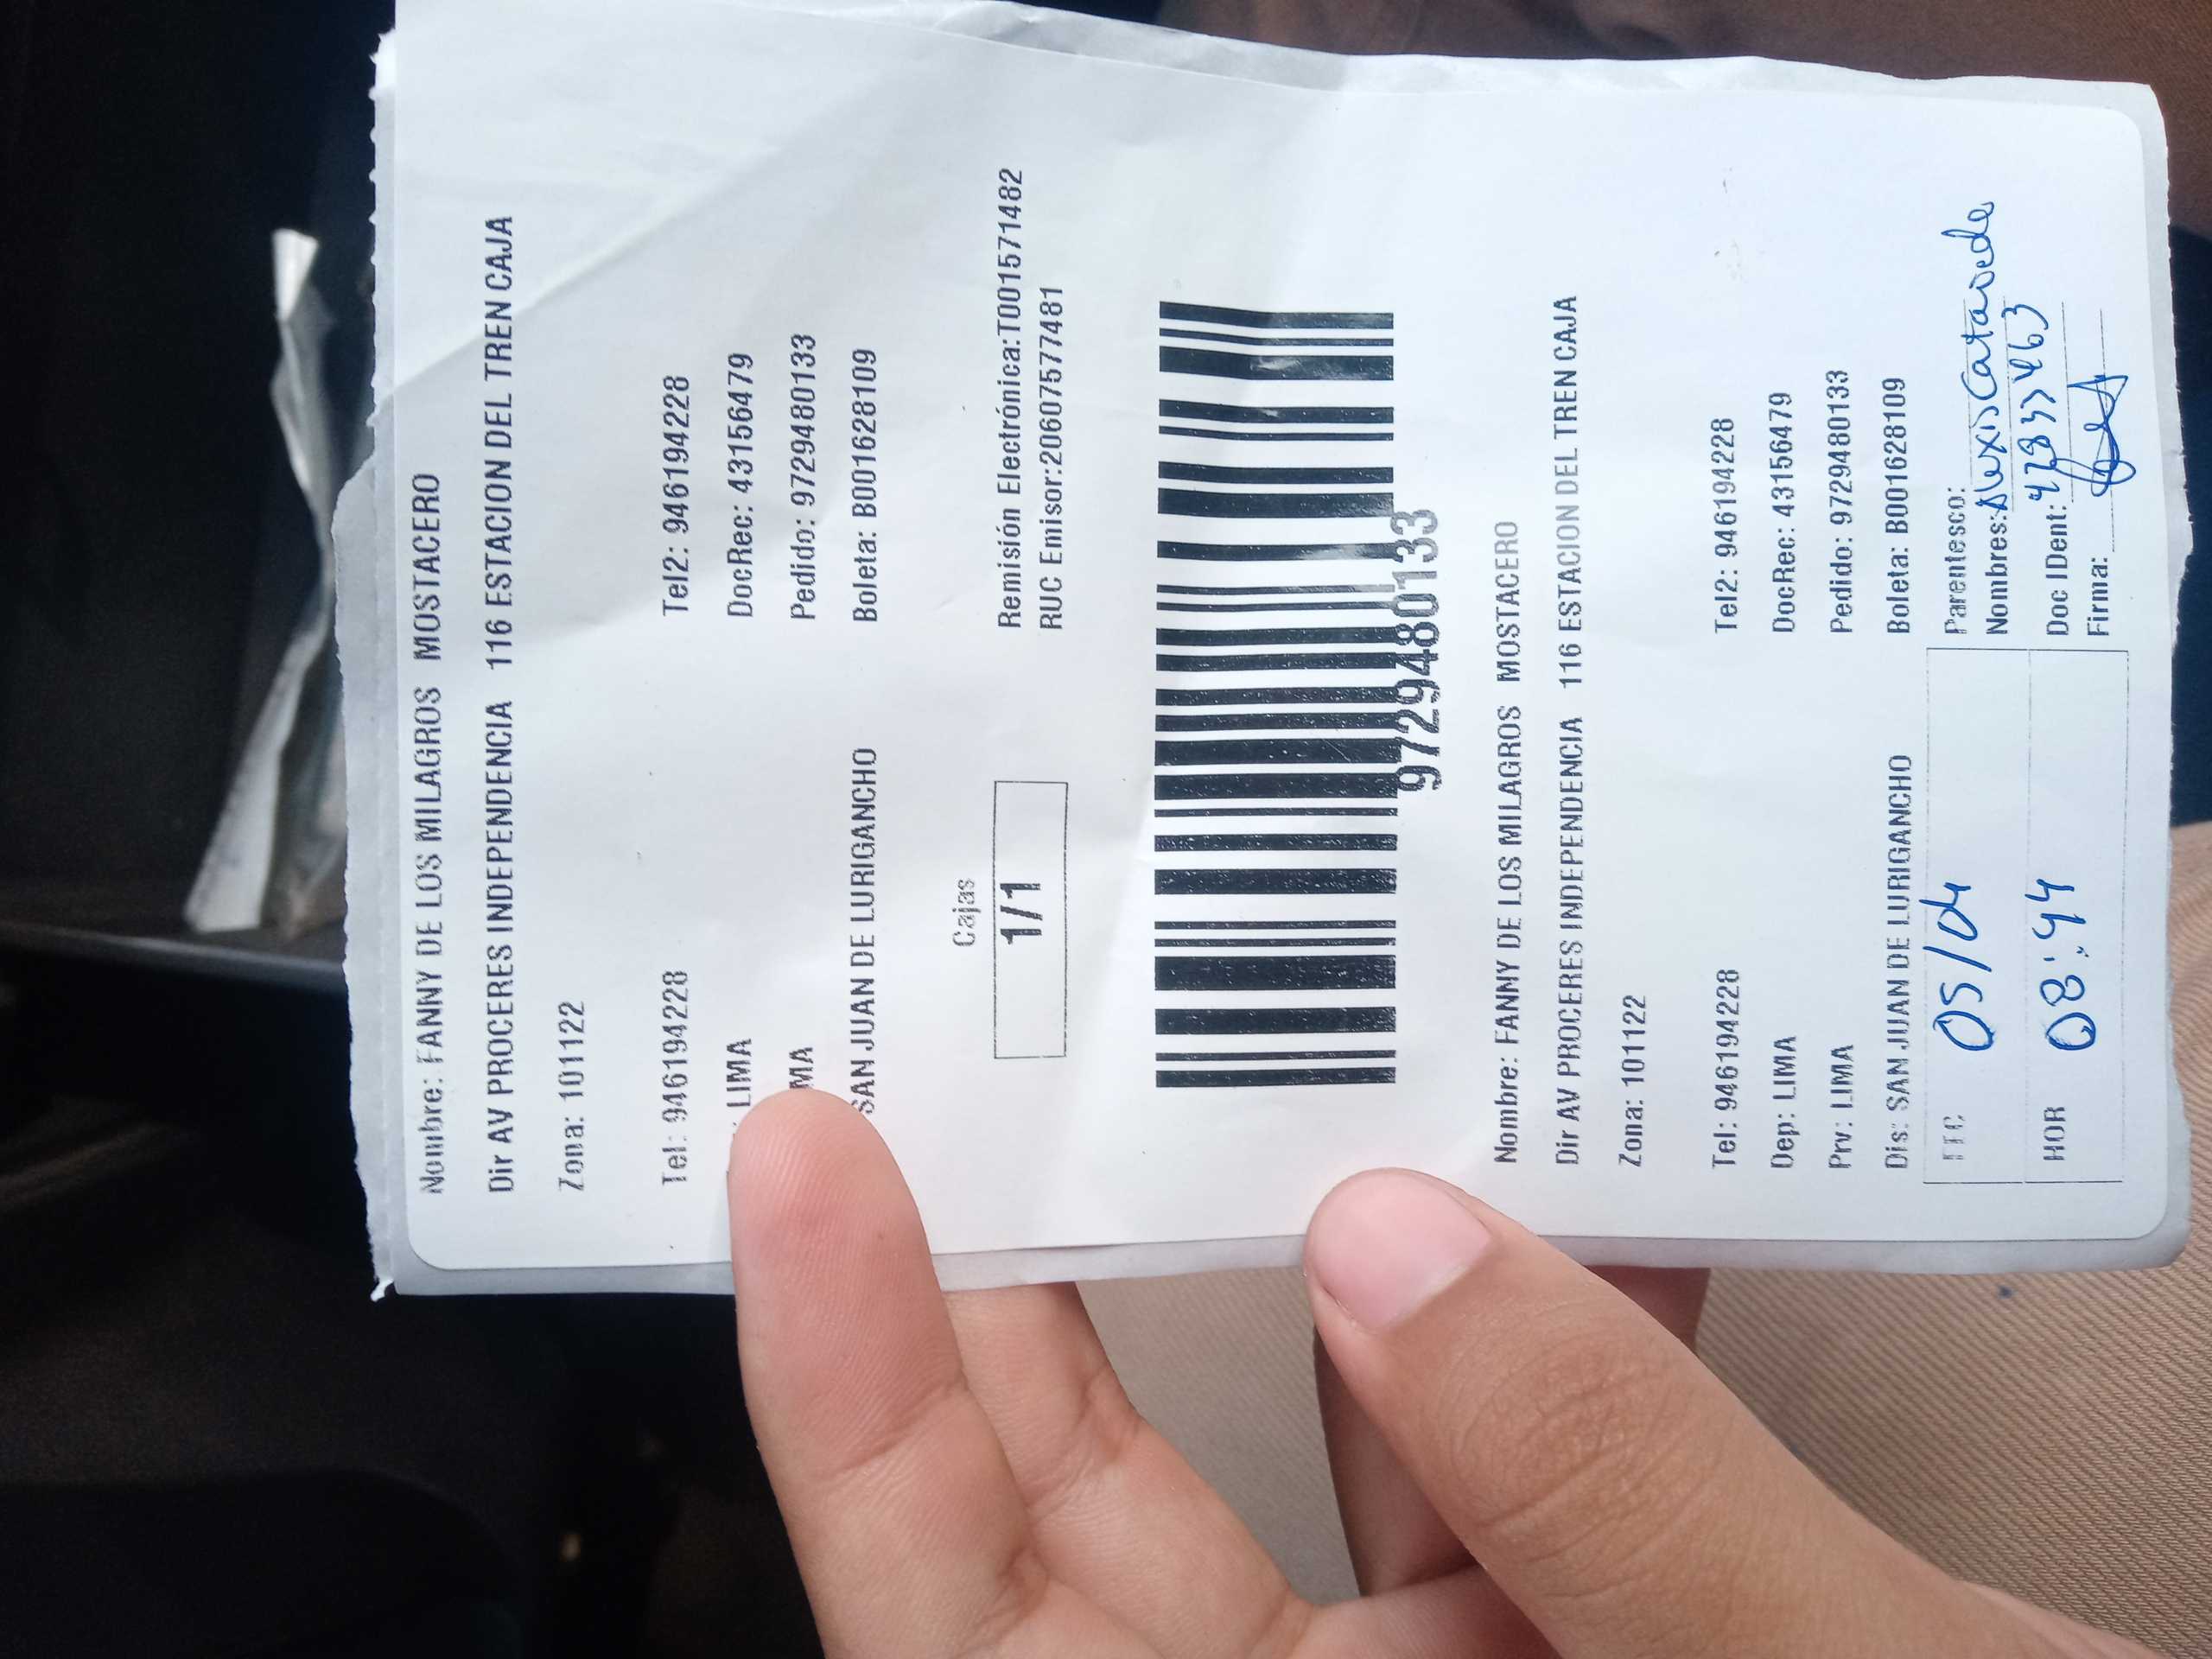 Nombre: FANNY DE LOS MILAGROS MOSTACERO
Dir AV PROCERES INDEPENDENCIA 116 ESTACION DEL TREN CAJA
Zona: 101122
Tel: 946194228 Tel2: 946194228
LIMA DocRec: 43156479
MA Pedido: 9729480133
SAN JUAN DE LURIGANCHO Boleta: B001628109
Cajas
1/1
Remisión Electrónica:T001571482
RUC Emisor:20607577481
9729480133
Nombre: FANNY DE LOS MILAGROS MOSTACERO
Dir AV PROCERES INDEPENDENCIA 116 ESTACION DEL TREN CAJA
Zona: 101122
Tel: 946194228 Tel2: 946194228
Dep: LIMA DocRec: 43156479
Prv: LIMA Pedido: 9729480133
Dis: SAN JUAN DE LURIGANCHO Boleta: B001628109
05/04 Parentesco:
Nombres: Alexis
HOR 08:44 Doc IDent:
Firma: